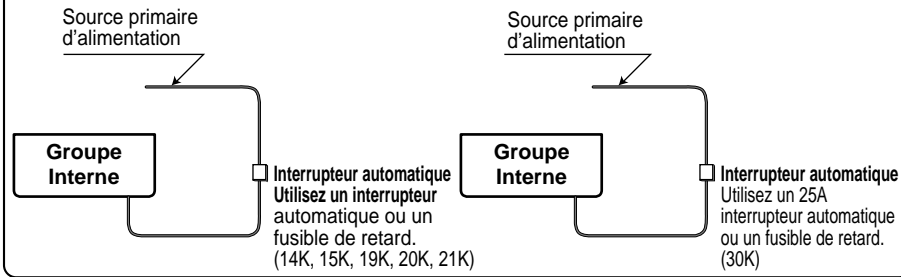 Source primaire
d'alimentation
Groupe
Interne
Interrupteur automatique
Utilisez un interrupteur
automatique ou un
fusible de retard.
(14K, 15K, 19K, 20K, 21K)
Source primaire
d'alimentation
Groupe
Interne
Interrupteur automatique
Utilisez un 25A
interrupteur automatique
ou un fusible de retard.
(30K)